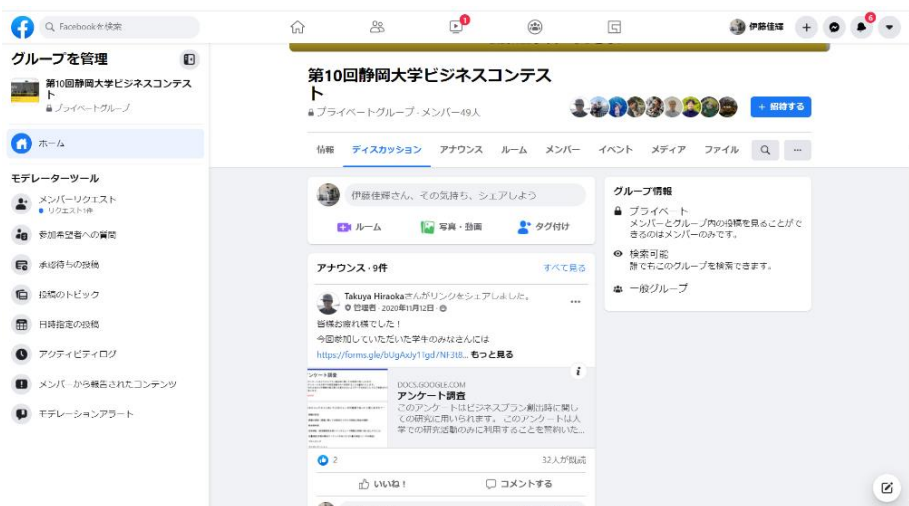 Facebookを検索
伊藤佳輝
6
1
グループを管理
第10回静岡大学ビジネスコンテス
ト
プライベートグループ
ホーム
モデレーターツール
メンバーリクエスト
リクエスト1件
参加希望者への質問
承認待ちの投稿
投稿のトピック
日時指定の投稿
アクティビティログ
メンバーから報告されたコンテンツ
モデレーションアラート
第10回静岡大学ビジネスコンテス
ト
プライベートグループ・メンバー49人
+ 招待する
情報 ディスカッション アナウンス ルーム メンバー イベント メディア ファイル
伊藤佳輝さん、その気持ち、シェアしよう
ルーム 写真・動画 タグ付け
アナウンス・9件 すべて見る
Takuya Hiraokaさんがリンクをシェアしました。
管理者・2020年11月12日
皆様お疲れ様でした！
今回参加していただいた学生のみなさんには
もっと見る
DOCS.GOOGLE.COM
アンケート調査
このアンケートはビジネスプラン創出時に関し
ての研究に用いられます。このアンケートは大
学での研究活動のみに利用することを誓約いた...
2 32人が既読
いいね！ コメントする
グループ情報
プライベート
メンバーとグループ内の投稿を見ることがで
きるのはメンバーのみです。
検索可能
誰でもこのグループを検索できます。
一般グループ